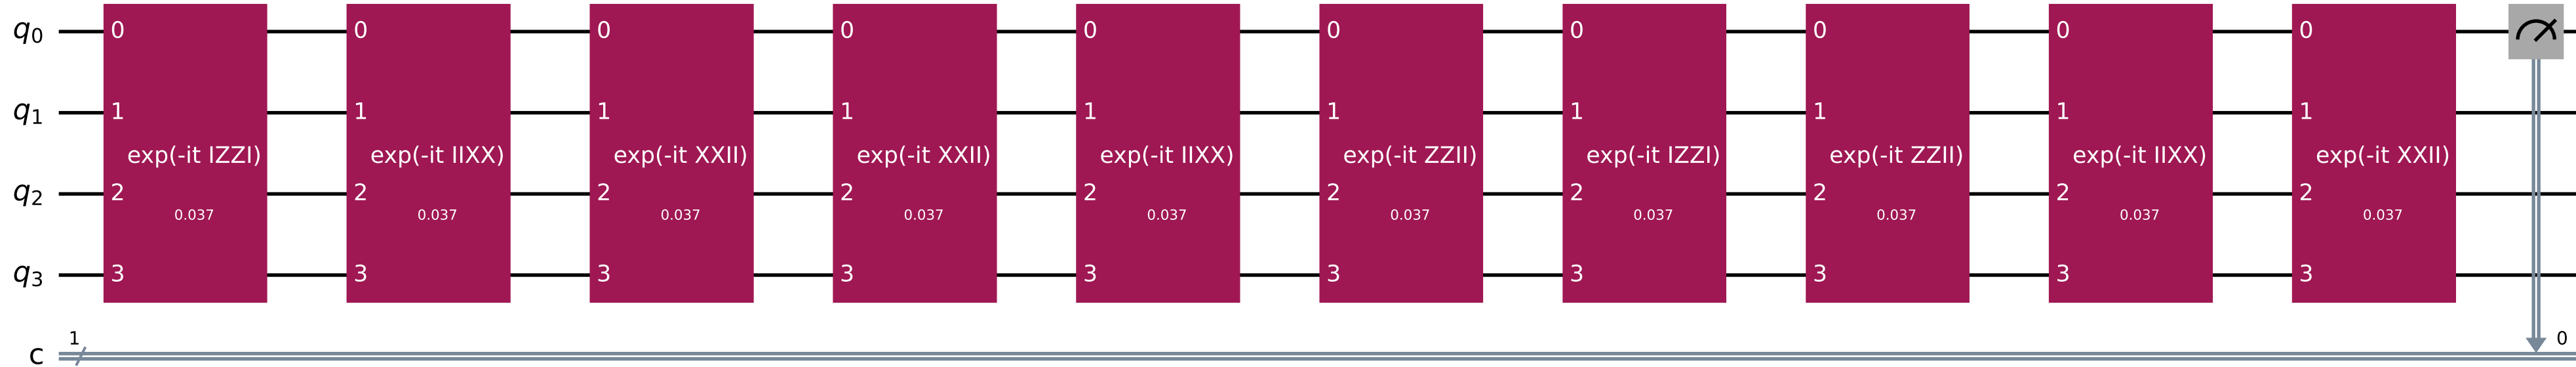 q0 0 0 0 0 0 0 0 0 0 0
q1 1 1 1 1 1 1 1 1 1 1
exp(-it IZZI) exp(-it IIXX) exp(-it XXII) exp(-it XXII) exp(-it IIXX) exp(-it ZZII) exp(-it IZZI) exp(-it ZZII) exp(-it IIXX) exp(-it XXII)
q2 2 2 2 2 2 2 2 2 2 2
0.037 0.037 0.037 0.037 0.037 0.037 0.037 0.037 0.037 0.037
q3 3 3 3 3 3 3 3 3 3 3
1 0
c